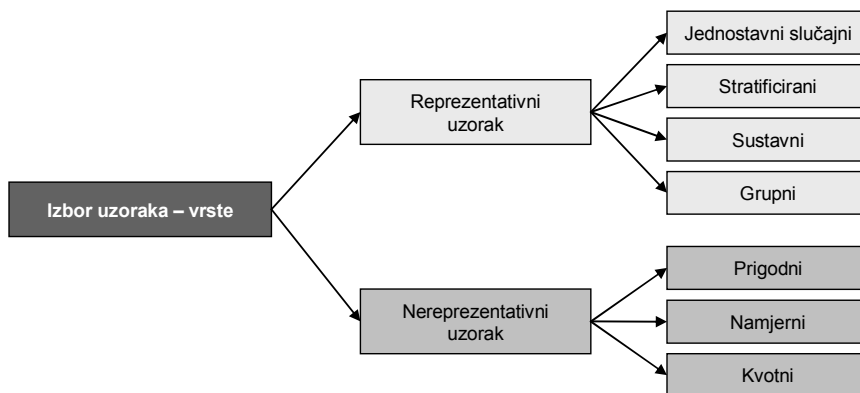 Izbor uzoraka – vrste
Reprezentativni
uzorak
Jednostavni slučajni
Stratificirani
Sustavni
Grupni
Nereprezentativni
uzorak
Prigodni
Namjerni
Kvotni